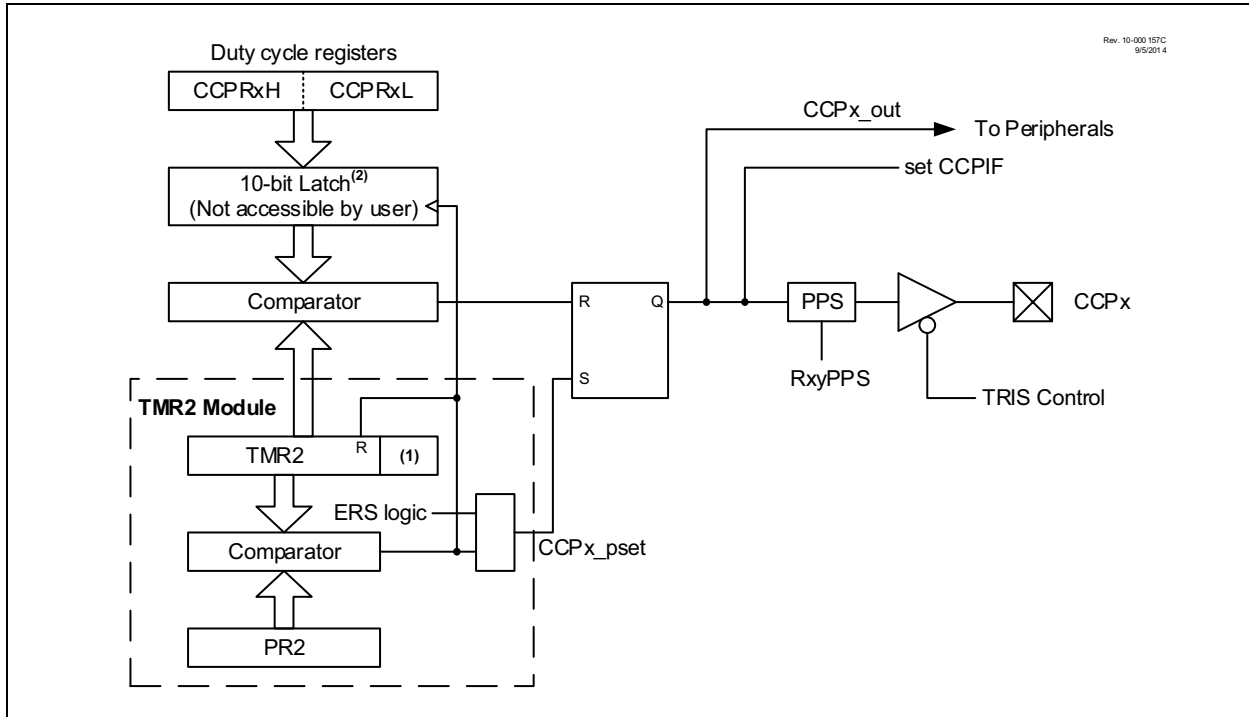 Rev. 10-000 157C
9/5/201 4
Duty cycle registers
CCPRxH CCPRxL
CCPx_out
To Peripherals
set CCPIF
10-bit Latch(2)
(Not accessible by user)
Comparator
R Q
S
PPS
CCPx
RxyPPS
TRIS Control
TMR2 Module
TMR2 R (1)
ERS logic
CCPx_pset
Comparator
PR2